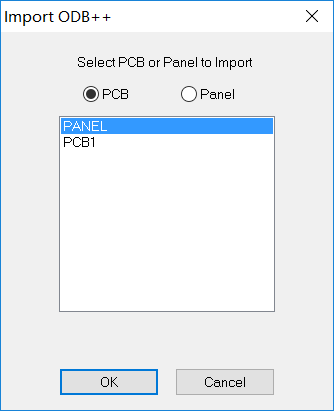 Import ODB++
Select PCB or Panel to Import
PCB Panel
PANEL
PCB1
OK Cancel